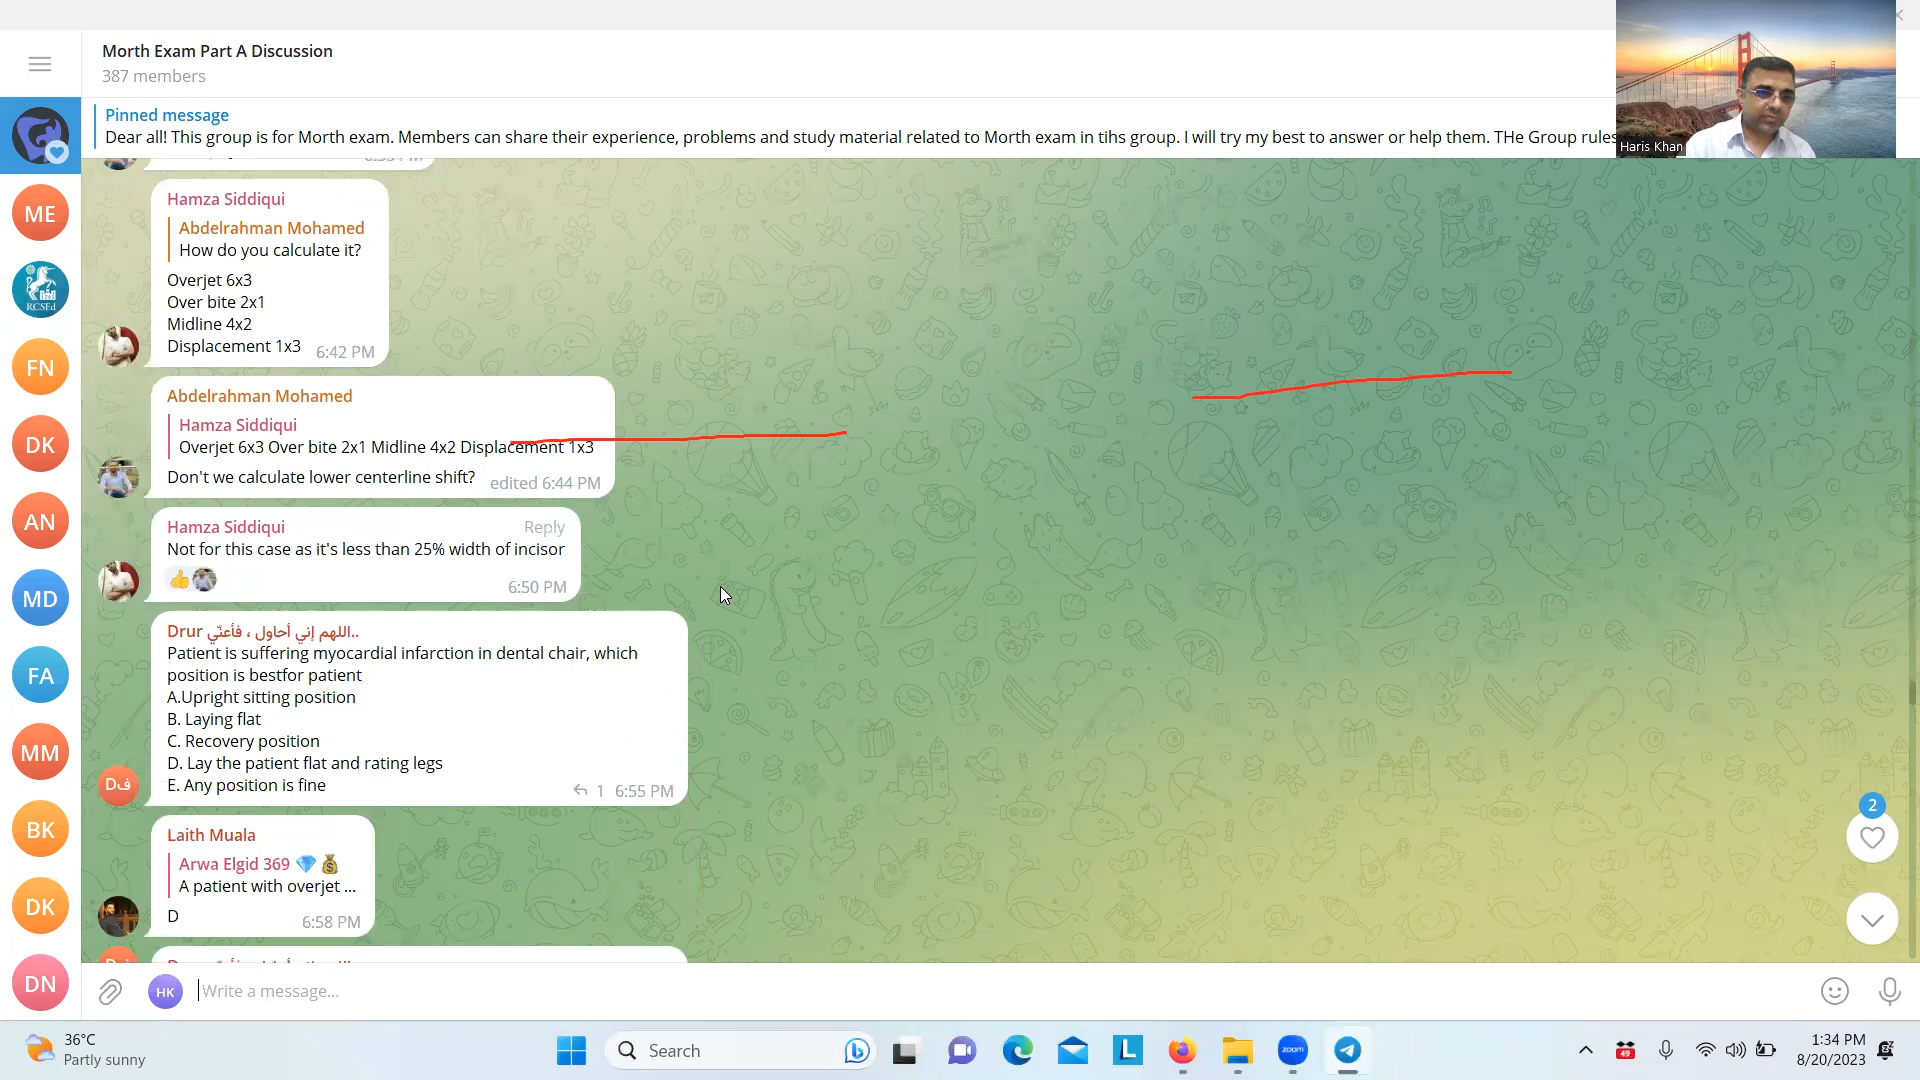 Morth Exam Part A Discussion
387 members
Pinned message
Dear all! This group is for Morth exam. Members can share their experience, problems and study material related to Morth exam in tihs group. I will try my best to answer or help them. THe Group rules
Haris Khan
ME
RCSEd
FN
DK
AN
MD
FA
MM
BK
DK
DN
Hamza Siddiqui
Abdelrahman Mohamed
How do you calculate it?
Overjet 6x3
Over bite 2x1
Midline 4x2
Displacement 1x3
6:42 PM
Abdelrahman Mohamed
Hamza Siddiqui
Overjet 6x3 Over bite 2x1 Midline 4x2 Displacement 1x3
Don't we calculate lower centerline shift?
edited 6:44 PM
Hamza Siddiqui
Reply
Not for this case as it's less than 25% width of incisor
6:50 PM
Drur اللهم إني أحاول ، فأعنّي..
Patient is suffering myocardial infarction in dental chair, which
position is bestfor patient
A.Upright sitting position
B. Laying flat
C. Recovery position
D. Lay the patient flat and rating legs
E. Any position is fine
1 6:55 PM
Dف
Laith Muala
Arwa Elgid 369 💎 💰
A patient with overjet ...
D
6:58 PM
2
HK
Write a message...
36°C
Partly sunny
Search
L
zoom
49
1:34 PM
8/20/2023